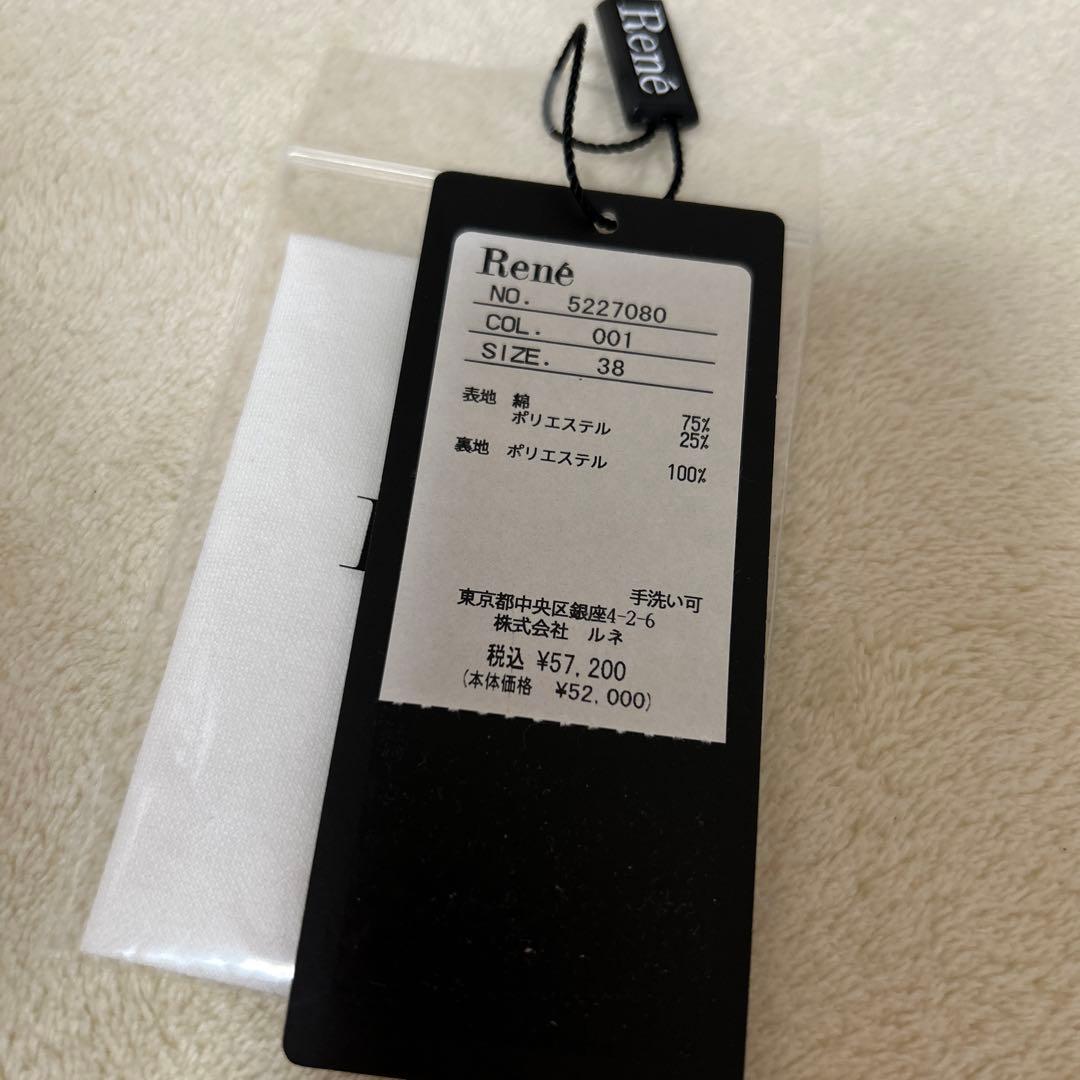 René
René
NO. 5227080
COL. 001
SIZE. 38
表地 綿 75%
ポリエステル 25%
裏地 ポリエステル 100%
手洗い可
東京都中央区銀座4-2-6
株式会社 ルネ
税込 ¥57,200
(本体価格 ¥52,000)